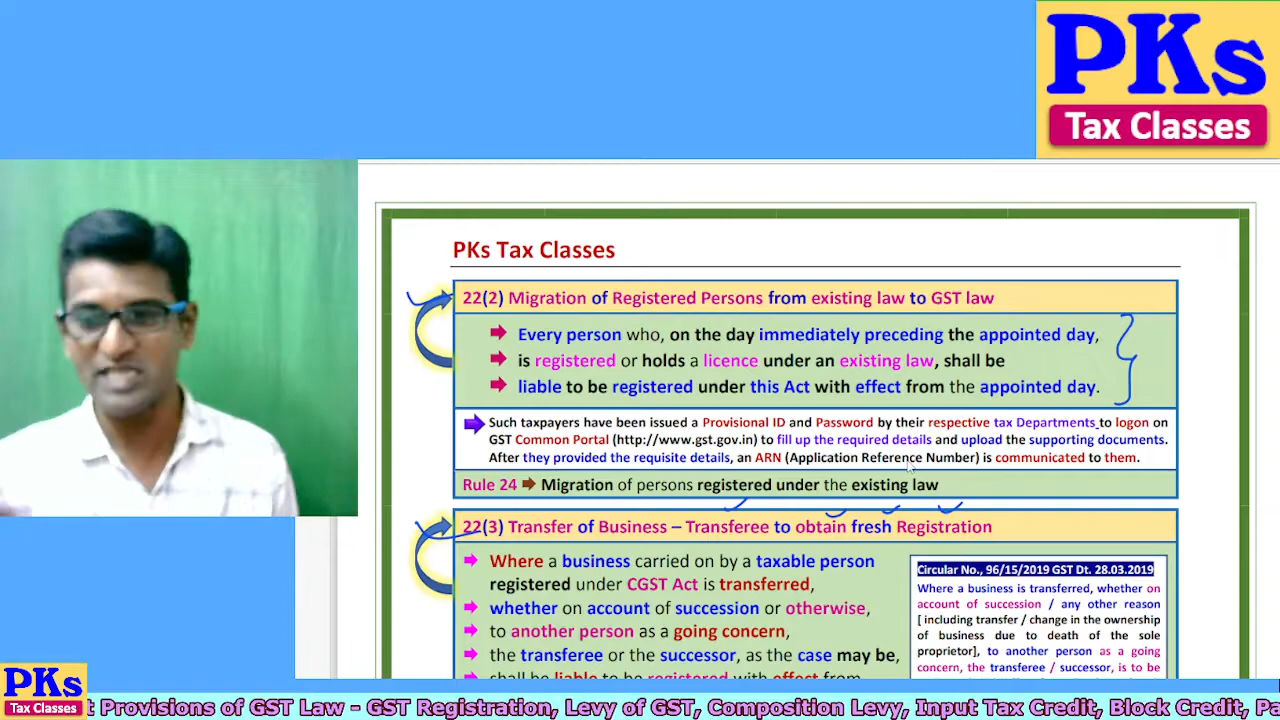 PKs
Tax Classes
PKs Tax Classes
22(2) Migration of Registered Persons from existing law to GST law
Every person who, on the day immediately preceding the appointed day,
is registered or holds a licence under an existing law, shall be
liable to be registered under this Act with effect from the appointed day.
Such taxpayers have been issued a Provisional ID and Password by their respective tax Departments to logon on
GST Common Portal (http://www.gst.gov.in) to fill up the required details and upload the supporting documents.
After they provided the requisite details, an ARN (Application Reference Number) is communicated to them.
Rule 24 Migration of persons registered under the existing law
22(3) Transfer of Business – Transferee to obtain fresh Registration
Where a business carried on by a taxable person
registered under CGST Act is transferred,
whether on account of succession or otherwise,
to another person as a going concern,
the transferee or the successor, as the case may be,
shall be liable to be registered with effect from
Circular No., 96/15/2019 GST Dt. 28.03.2019
Where a business is transferred, whether on
account of succession / any other reason
[ including transfer / change in the ownership
of business due to death of the sole
proprietor], to another person as a going
concern, the transferee / successor, is to be
PKs
Tax Classes
t Provisions of GST Law - GST Registration, Levy of GST, Composition Levy, Input Tax Credit, Block Credit, Pa